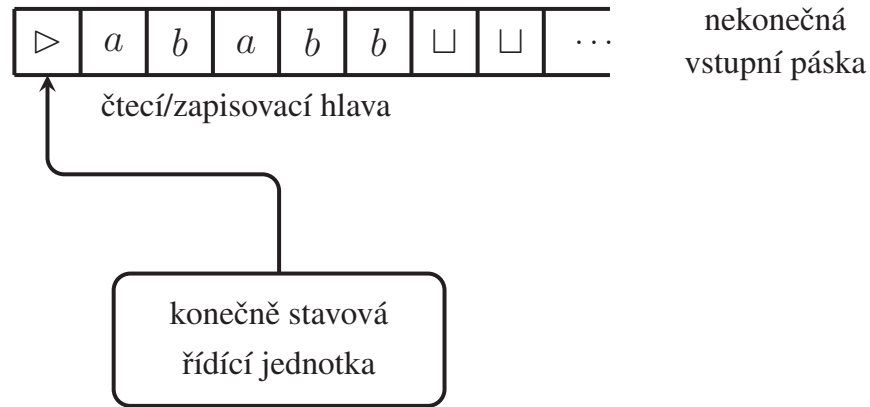 ▷ a b a b b ⊔ ⊔ ···
nekonečná
vstupní páska
čtecí/zapisovací hlava
konečně stavová
řídící jednotka